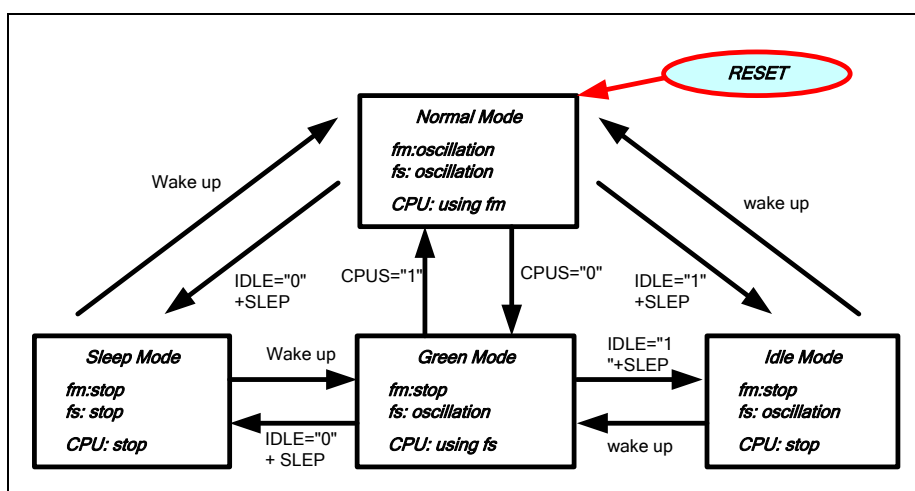 RESET
Normal Mode
fm:oscillation
fs: oscillation
CPU: using fm
Wake up
wake up
IDLE="0"
+SLEP
CPUS="1"
CPUS="0"
IDLE="1"
+SLEP
Sleep Mode
fm:stop
fs: stop
CPU: stop
Wake up
IDLE="0"
+ SLEP
Green Mode
fm:stop
fs: oscillation
CPU: using fs
IDLE="1
"+SLEP
wake up
Idle Mode
fm:stop
fs: oscillation
CPU: stop